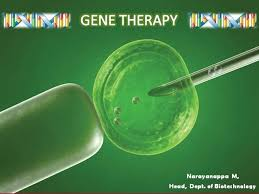 GENE THERAPY
Narayanappa M,
Head, Dept. of Biotechnology